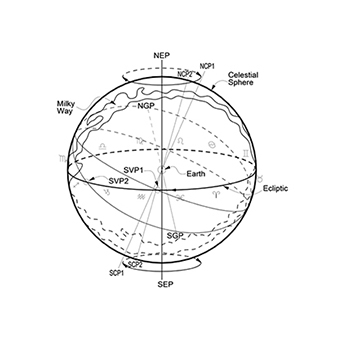 NEP
NCP1
NCP2
Celestial
Sphere
Milky
Way
NGP
♎
♌
♋
♏
♊
SVP1
Earth
SVP2
Ecliptic
♑
♒
♓
♈
SGP
SCP2
SCP1
SEP